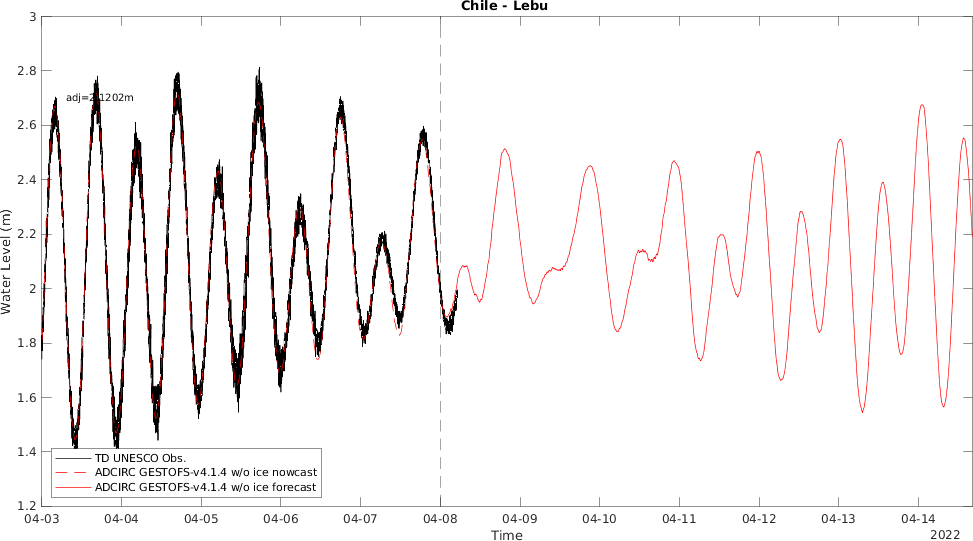 Chile - Lebu
3
2.8
adj=2.1202m
2.6
2.4
2.2
2
1.8
1.6
1.4
1.2
Water Level (m)
TD UNESCO Obs.
ADCIRC GESTOFS-v4.1.4 w/o ice nowcast
ADCIRC GESTOFS-v4.1.4 w/o ice forecast
04-03 04-04 04-05 04-06 04-07 04-08 04-09 04-10 04-11 04-12 04-13 04-14
Time
2022